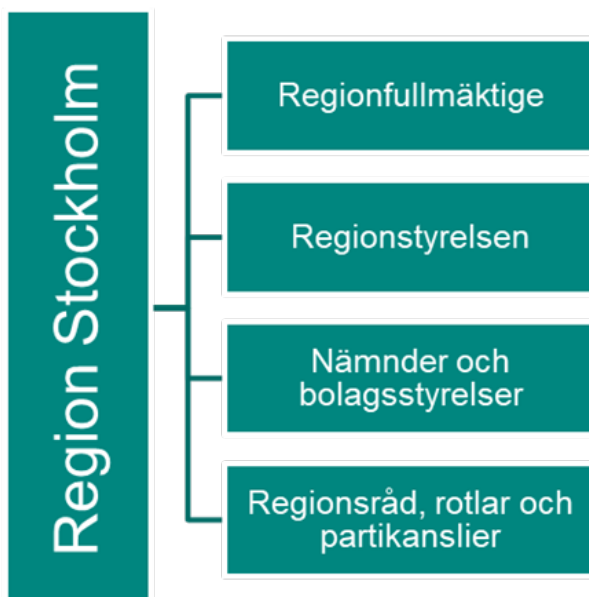 Region Stockholm
Regionfullmäktige
Regionstyrelsen
Nämnder och
bolagsstyrelser
Regionsråd, rotlar och
partikanslier